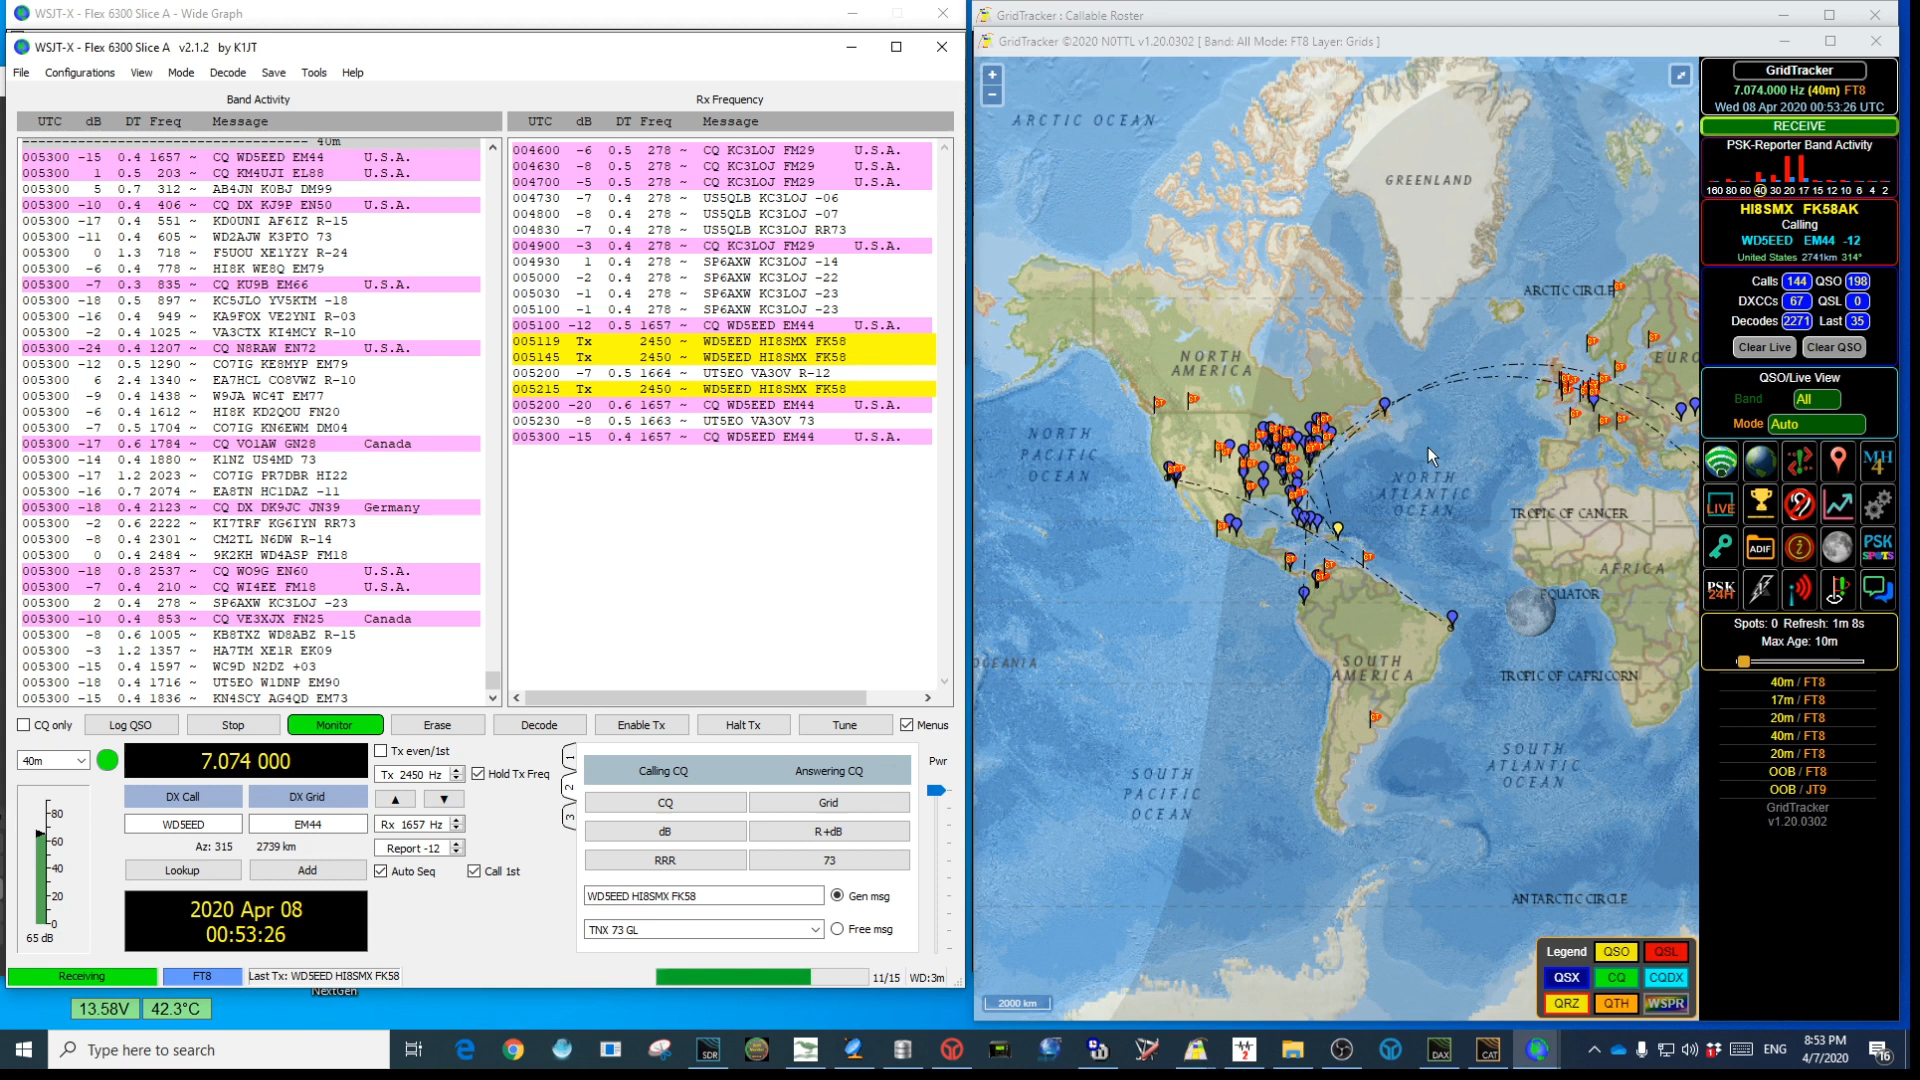 WSJT-X - Flex 6300 Slice A - Wide Graph
WSJT-X - Flex 6300 Slice A   v2.1.2   by K1JT
File Configurations View Mode Decode Save Tools Help
Band Activity
UTC dB DT Freq Message
-------------------------------- 40m
005300 -15 0.4 1657 ~ CQ WD5EED EM44 U.S.A.
005300 1 0.5 203 ~ CQ KM4UJI EL88 U.S.A.
005300 5 0.7 312 ~ AB4JN K0BJ DM99
005300 -10 0.4 406 ~ CQ DX KJ9P EN50 U.S.A.
005300 -17 0.4 551 ~ KD0UNI AF6IZ R-15
005300 -11 0.4 605 ~ WD2AJW K3PTO 73
005300 0 1.3 718 ~ F5UOU XE1YZY R-24
005300 -6 0.4 778 ~ HI8K WE8Q EM79
005300 -7 0.3 835 ~ CQ KU9B EM66 U.S.A.
005300 -18 0.5 897 ~ KC5JLO YV5KTM -18
005300 -16 0.4 949 ~ KA9FOX VE2YNI R-03
005300 -2 0.4 1025 ~ VA3CTX KI4MCY R-10
005300 -24 0.4 1207 ~ CQ N8RAW EN72 U.S.A.
005300 -12 0.5 1290 ~ CO7IG KE8MYP EM79
005300 6 2.4 1340 ~ EA7HCL CO8VWZ R-10
005300 -9 0.4 1438 ~ W9JA WC4T EM77
005300 -6 0.4 1612 ~ HI8K KD2QOU FN20
005300 -7 0.5 1704 ~ CO7IG KN6EWM DM04
005300 -17 0.6 1784 ~ CQ VO1AW GN28 Canada
005300 -14 0.4 1880 ~ K1NZ US4MD 73
005300 -17 1.2 2023 ~ CO7IG PR7DBR HI22
005300 -16 0.7 2074 ~ EA8TN HC1DAZ -11
005300 -18 0.4 2123 ~ CQ DX DK9JC JN39 Germany
005300 -2 0.6 2222 ~ KI7TRF KG6IYN RR73
005300 -8 0.4 2301 ~ CM2TL N6DW R-14
005300 0 0.4 2484 ~ 9K2KH WD4ASP FM18
005300 -18 0.8 2537 ~ CQ WO9G EN60 U.S.A.
005300 -7 0.4 210 ~ CQ WI4EE FM18 U.S.A.
005300 2 0.4 278 ~ SP6AXW KC3LOJ -23
005300 -10 0.4 853 ~ CQ VE3XJX FN25 Canada
005300 -8 0.6 1005 ~ KB8TXZ WD8ABZ R-15
005300 -3 1.2 1357 ~ HA7TM XE1R EK09
005300 -15 0.4 1597 ~ WC9D N2DZ +03
005300 -18 0.4 1716 ~ UT5EO W1DNP EM90
005300 -15 0.4 1836 ~ KN4SCY AG4QD EM73
Rx Frequency
UTC dB DT Freq Message
004600 -6 0.5 278 ~ CQ KC3LOJ FM29 U.S.A.
004630 -8 0.5 278 ~ CQ KC3LOJ FM29 U.S.A.
004700 -5 0.4 278 ~ CQ KC3LOJ FM29 U.S.A.
004730 -7 0.4 278 ~ US5QLB KC3LOJ -06
004800 -8 0.4 278 ~ US5QLB KC3LOJ -07
004830 -7 0.4 278 ~ US5QLB KC3LOJ RR73
004900 -3 0.4 278 ~ CQ KC3LOJ FM29 U.S.A.
004930 1 0.4 278 ~ SP6AXW KC3LOJ -14
005000 -2 0.4 278 ~ SP6AXW KC3LOJ -22
005030 -1 0.4 278 ~ SP6AXW KC3LOJ -23
005100 -1 0.4 278 ~ SP6AXW KC3LOJ -23
005100 -12 0.5 1657 ~ CQ WD5EED EM44 U.S.A.
005119 Tx 2450 ~ WD5EED HI8SMX FK58
005145 Tx 2450 ~ WD5EED HI8SMX FK58
005200 -7 0.5 1664 ~ UT5EO VA3OV R-12
005215 Tx 2450 ~ WD5EED HI8SMX FK58
005200 -20 0.6 1657 ~ CQ WD5EED EM44 U.S.A.
005230 -8 0.5 1663 ~ UT5EO VA3OV 73
005300 -15 0.4 1657 ~ CQ WD5EED EM44 U.S.A.
CQ only Log QSO Stop Monitor Erase Decode Enable Tx Halt Tx Tune Menus
40m 7.074 000
Tx even/1st
Tx 2450 Hz Hold Tx Freq
DX Call DX Grid
WD5EED EM44
Rx 1657 Hz
Az: 315 2739 km
Report -12
Lookup Add
Auto Seq Call 1st
2020 Apr 08
00:53:26
80
60
40
20
0
65 dB
1
2
3
Calling CQ Answering CQ
CQ Grid
dB R+dB
RRR 73
WD5EED HI8SMX FK58 Gen msg
TNX 73 GL Free msg
Pwr
Receiving FT8 Last Tx: WD5EED HI8SMX FK58 11/15 WD:3m
NextGen
13.58V 42.3°C
GridTracker : Callable Roster
GridTracker ©2020 N0TTL v1.20.0302 [ Band: All Mode: FT8 Layer: Grids ]
+
-
ARCTIC OCEAN
GREENLAND
ARCTIC CIRCLE
NORTH AMERICA
EURO
NORTH PACIFIC OCEAN
NORTH ATLANTIC OCEAN
TROPIC OF CANCER
AFRICA
EQUATOR
OCEANIA
SOUTH AMERICA
TROPIC OF CAPRICORN
SOUTH PACIFIC OCEAN
SOUTH ATLANTIC OCEAN
ANTARCTIC CIRCLE
2000 km
Legend QSO QSL
QSX CQ CQDX
QRZ QTH WSPR
GridTracker
7.074.000 Hz (40m) FT8
Wed 08 Apr 2020 00:53:26 UTC
RECEIVE
PSK-Reporter Band Activity
160 80 60 40 30 20 17 15 12 10 6 4 2
HI8SMX FK58AK
Calling
WD5EED EM44 -12
United States 2741km 314°
Calls 144 QSO 198
DXCCs 67 QSL 0
Decodes 2271 Last 35
Clear Live Clear QSO
QSO/Live View
Band All
Mode Auto
MH
4
LIVE
ADIF
PSK
SPOTS
PSK
24H
Spots: 0 Refresh: 1m 8s
Max Age: 10m
40m / FT8
17m / FT8
20m / FT8
40m / FT8
20m / FT8
OOB / FT8
OOB / JT9
GridTracker
v1.20.0302
Type here to search
SDR
DAX
CAT
ENG
8:53 PM
4/7/2020
16